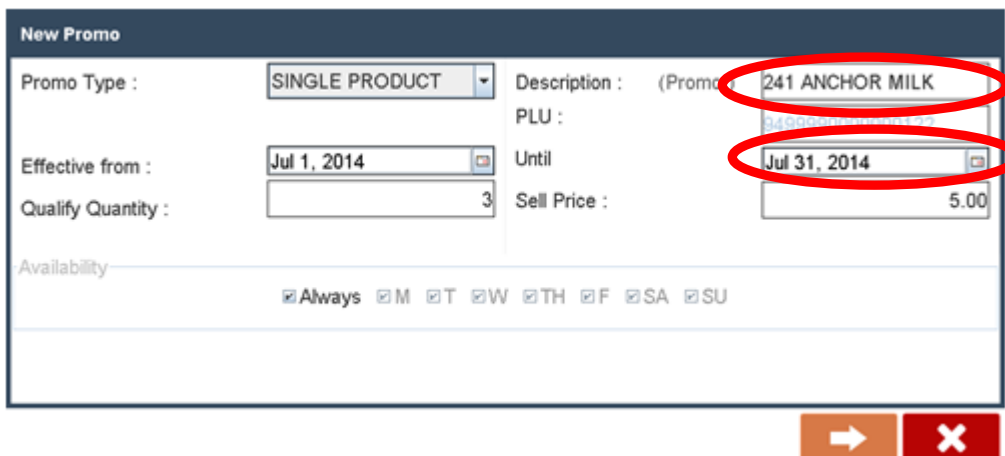 New Promo
Promo Type :
SINGLE PRODUCT
Description :
241 ANCHOR MILK
PLU :
Effective from :
Jul 1, 2014
Until
Jul 31, 2014
Qualify Quantity :
3
Sell Price :
5.00
Availability
Always M T W TH F SA SU